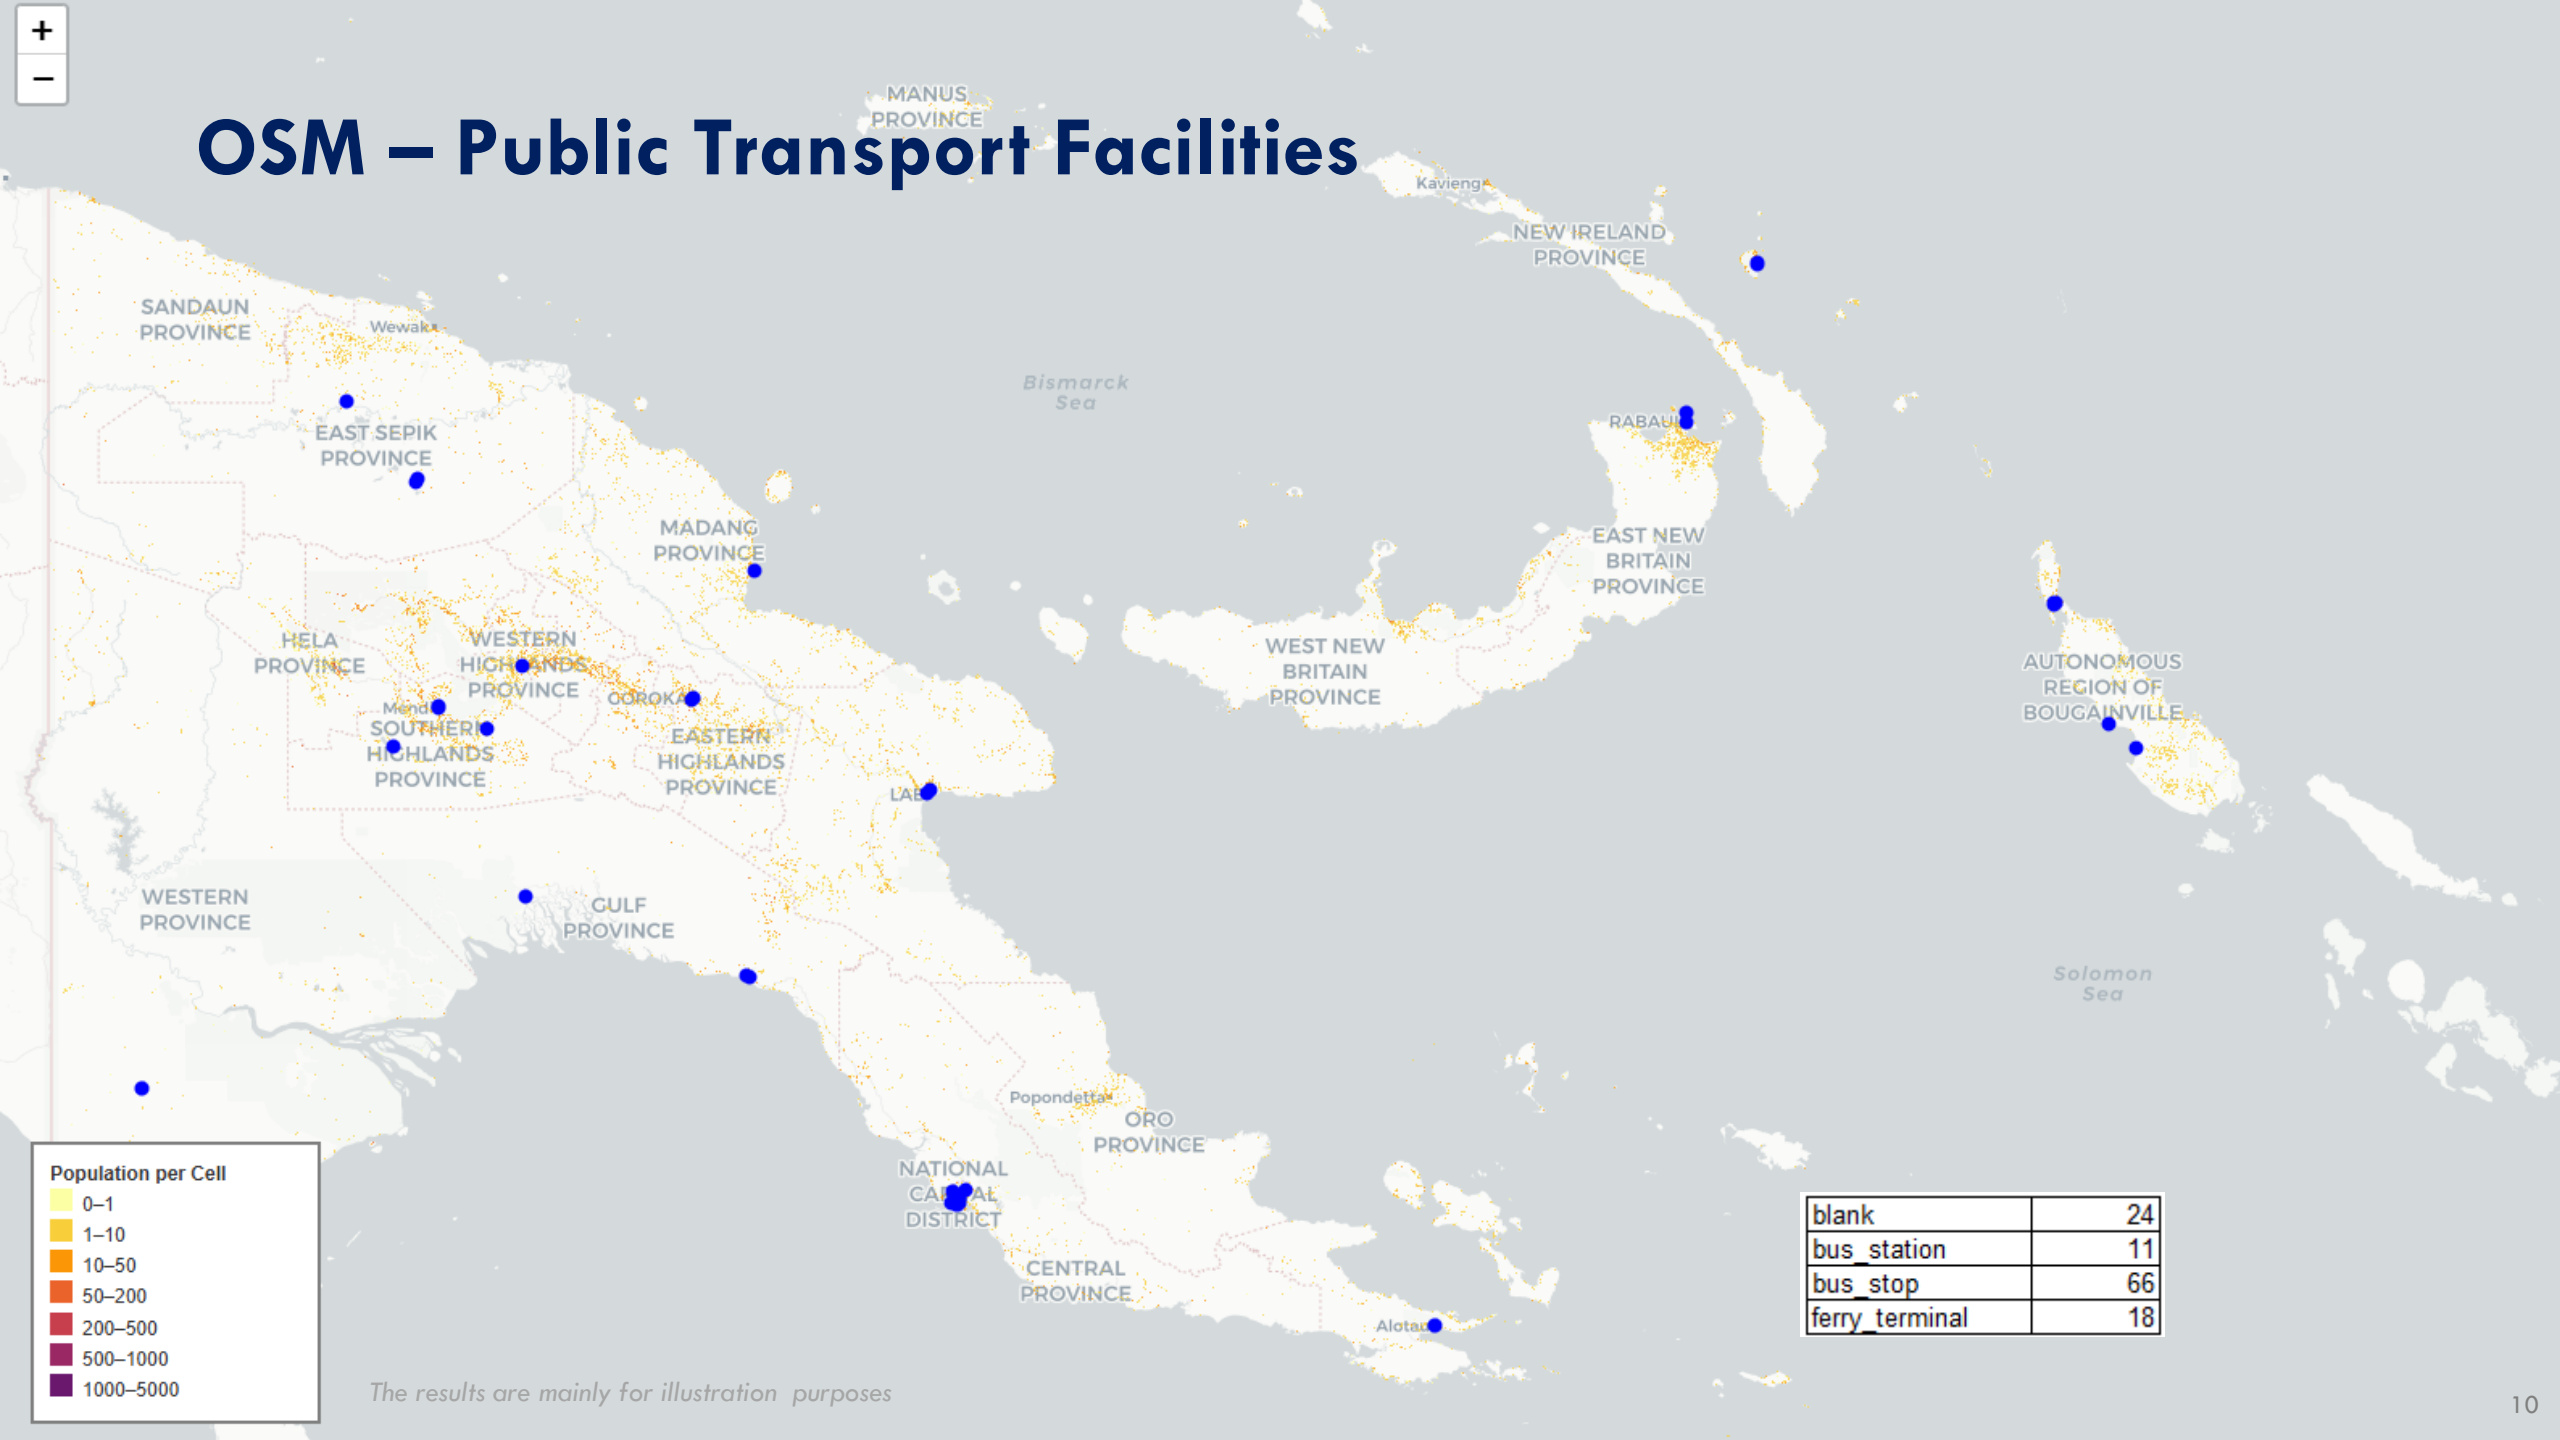 +
−
OSM – Public Transport Facilities
MANUS
PROVINCE
Kavieng
NEW IRELAND
PROVINCE
SANDAUN
PROVINCE
Wewak
Bismarck
Sea
EAST SEPIK
PROVINCE
MADANG
PROVINCE
EAST NEW
BRITAIN
PROVINCE
HELA
PROVINCE
WESTERN
HIGHLANDS
PROVINCE
GOROKA
WEST NEW
BRITAIN
PROVINCE
AUTONOMOUS
REGION OF
BOUGAINVILLE
SOUTHERN
HIGHLANDS
PROVINCE
EASTERN
HIGHLANDS
PROVINCE
WESTERN
PROVINCE
GULF
PROVINCE
Solomon
Sea
Popondetta
ORO
PROVINCE
NATIONAL
CAPITAL
DISTRICT
CENTRAL
PROVINCE
Population per Cell
0–1
1–10
10–50
50–200
200–500
500–1000
1000–5000
blank 24
bus_station 11
bus_stop 66
ferry_terminal 18
The results are mainly for illustration purposes
10